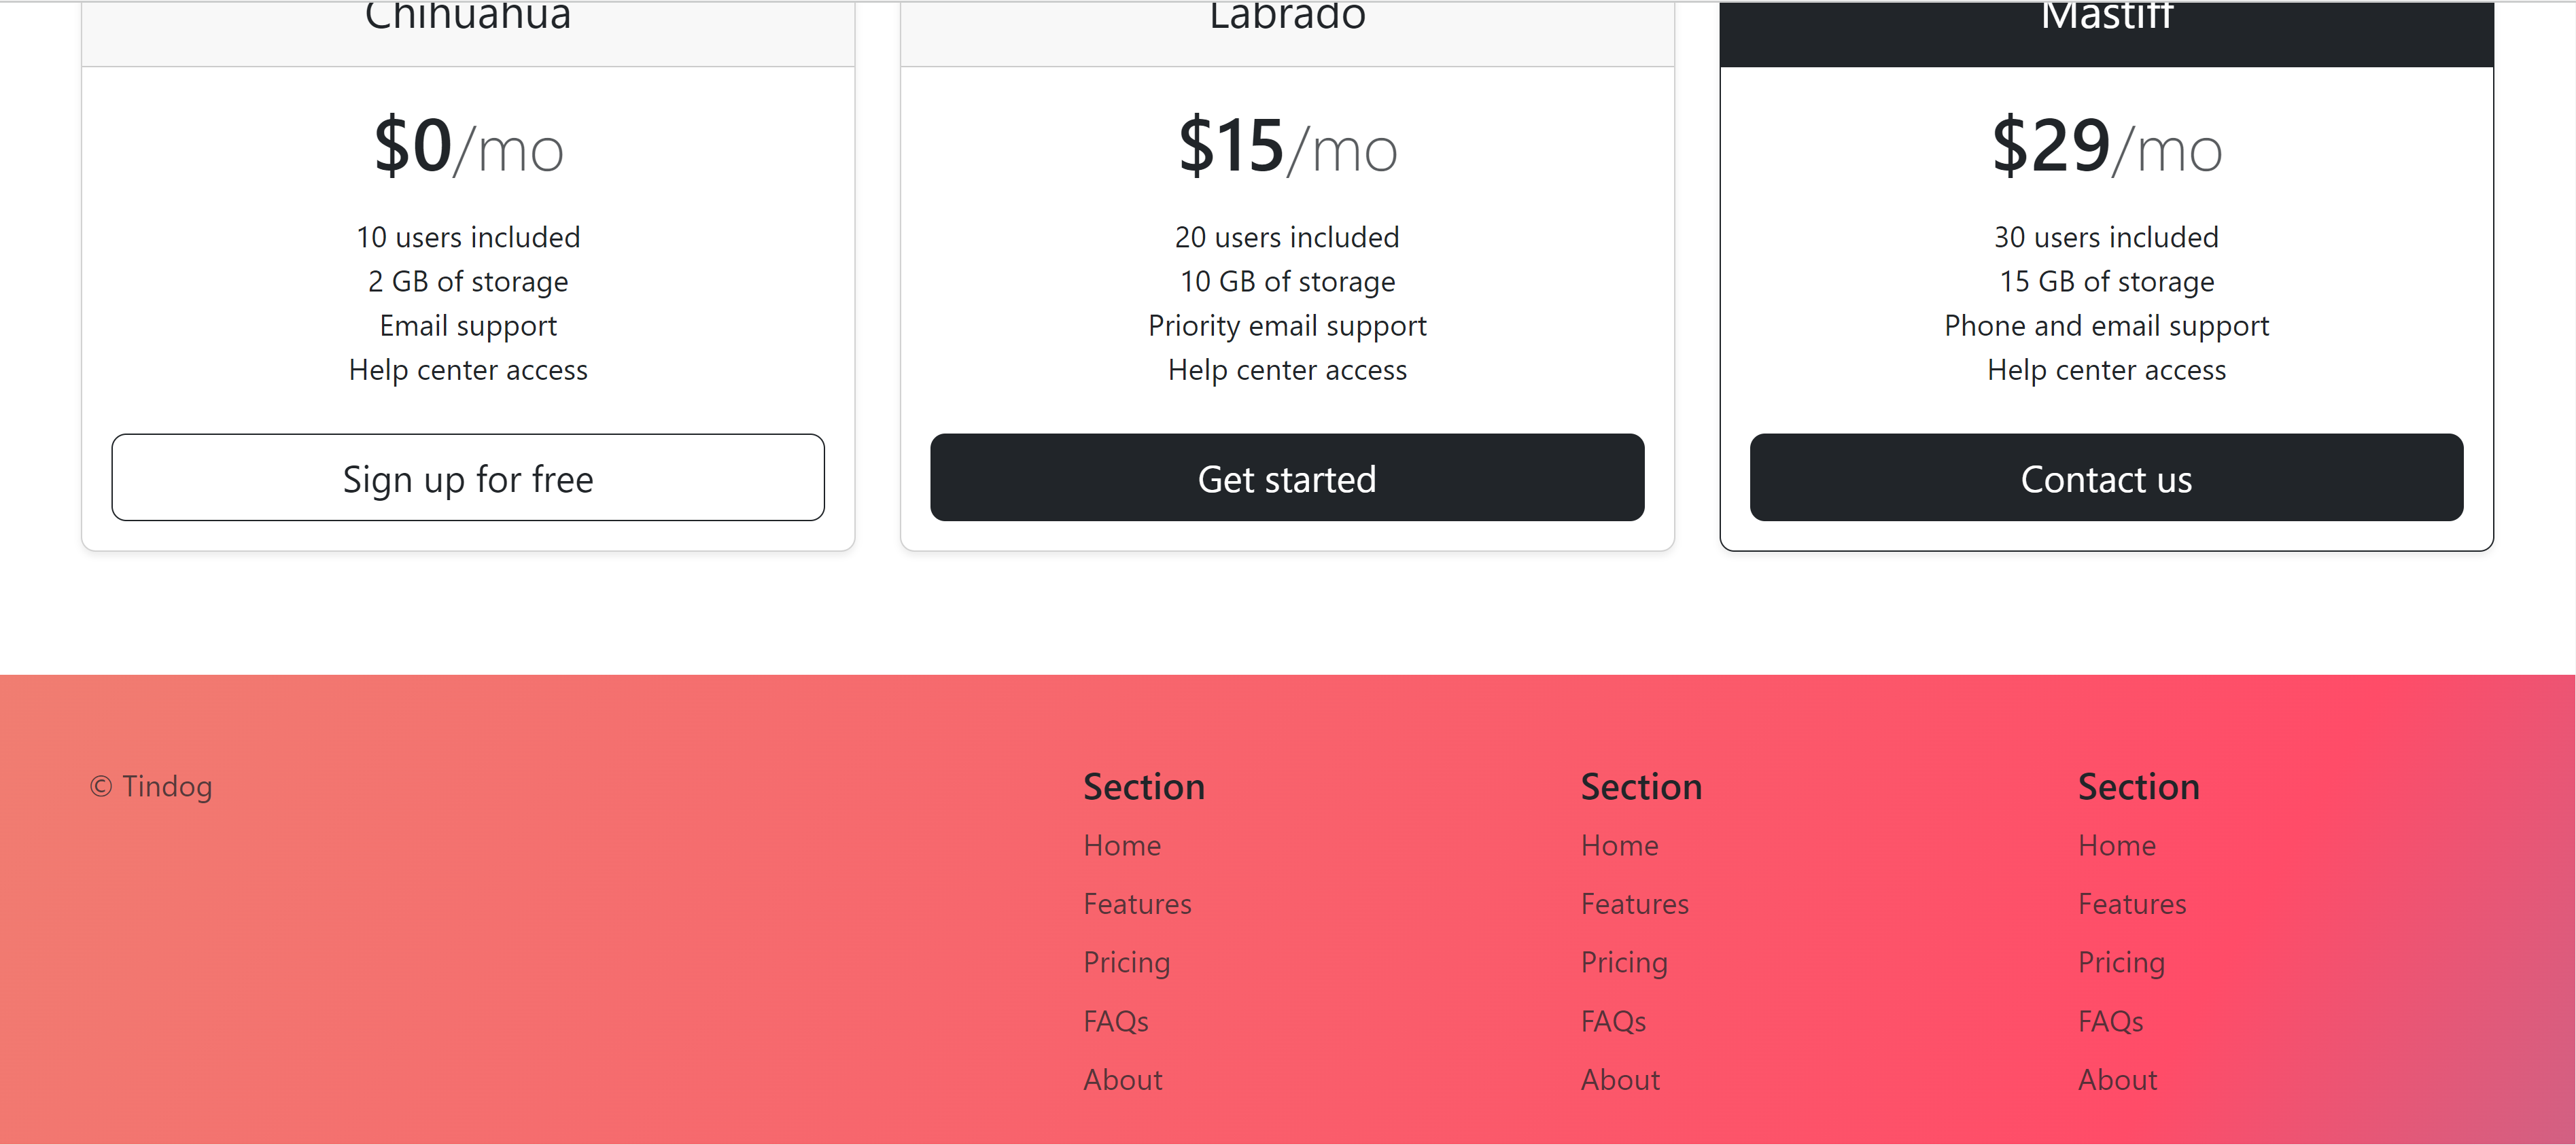 Chihuahua
Labrado
Mastiff
$0/mo
$15/mo
$29/mo
10 users included
2 GB of storage
Email support
Help center access
20 users included
10 GB of storage
Priority email support
Help center access
30 users included
15 GB of storage
Phone and email support
Help center access
Sign up for free
Get started
Contact us
© Tindog
Section
Home
Features
Pricing
FAQs
About
Section
Home
Features
Pricing
FAQs
About
Section
Home
Features
Pricing
FAQs
About